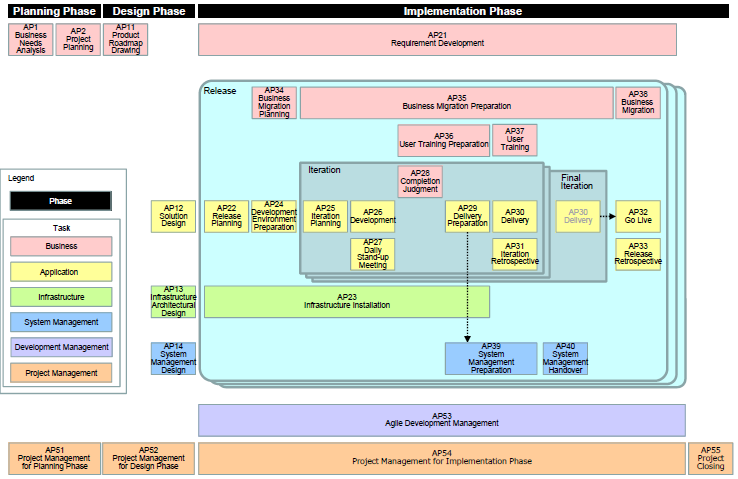 Planning Phase
Design Phase
Implementation Phase
AP1
Business
Needs
Analysis
AP2
Project
Planning
AP11
Product
Roadmap
Drawing
AP21
Requirement Development
Release
AP34
Business
Migration
Planning
AP35
Business Migration Preparation
AP38
Business
Migration
AP36
User Training Preparation
AP37
User
Training
Iteration
AP28
Completion
Judgment
Final
Iteration
Legend
Phase
Task
Business
Application
Infrastructure
System Management
Development Management
Project Management
AP12
Solution
Design
AP22
Release
Planning
AP24
Development
Environment
Preparation
AP25
Iteration
Planning
AP26
Development
AP29
Delivery
Preparation
AP30
Delivery
AP30
Delivery
AP32
Go Live
AP27
Daily
Stand-up
Meeting
AP31
Iteration
Retrospective
AP33
Release
Retrospective
AP13
Infrastructure
Architectural
Design
AP23
Infrastructure Installation
AP14
System
Management
Design
AP39
System
Management
Preparation
AP40
System
Management
Handover
AP53
Agile Development Management
AP51
Project Management
for Planning Phase
AP52
Project Management
for Design Phase
AP54
Project Management for Implementation Phase
AP55
Project
Closing